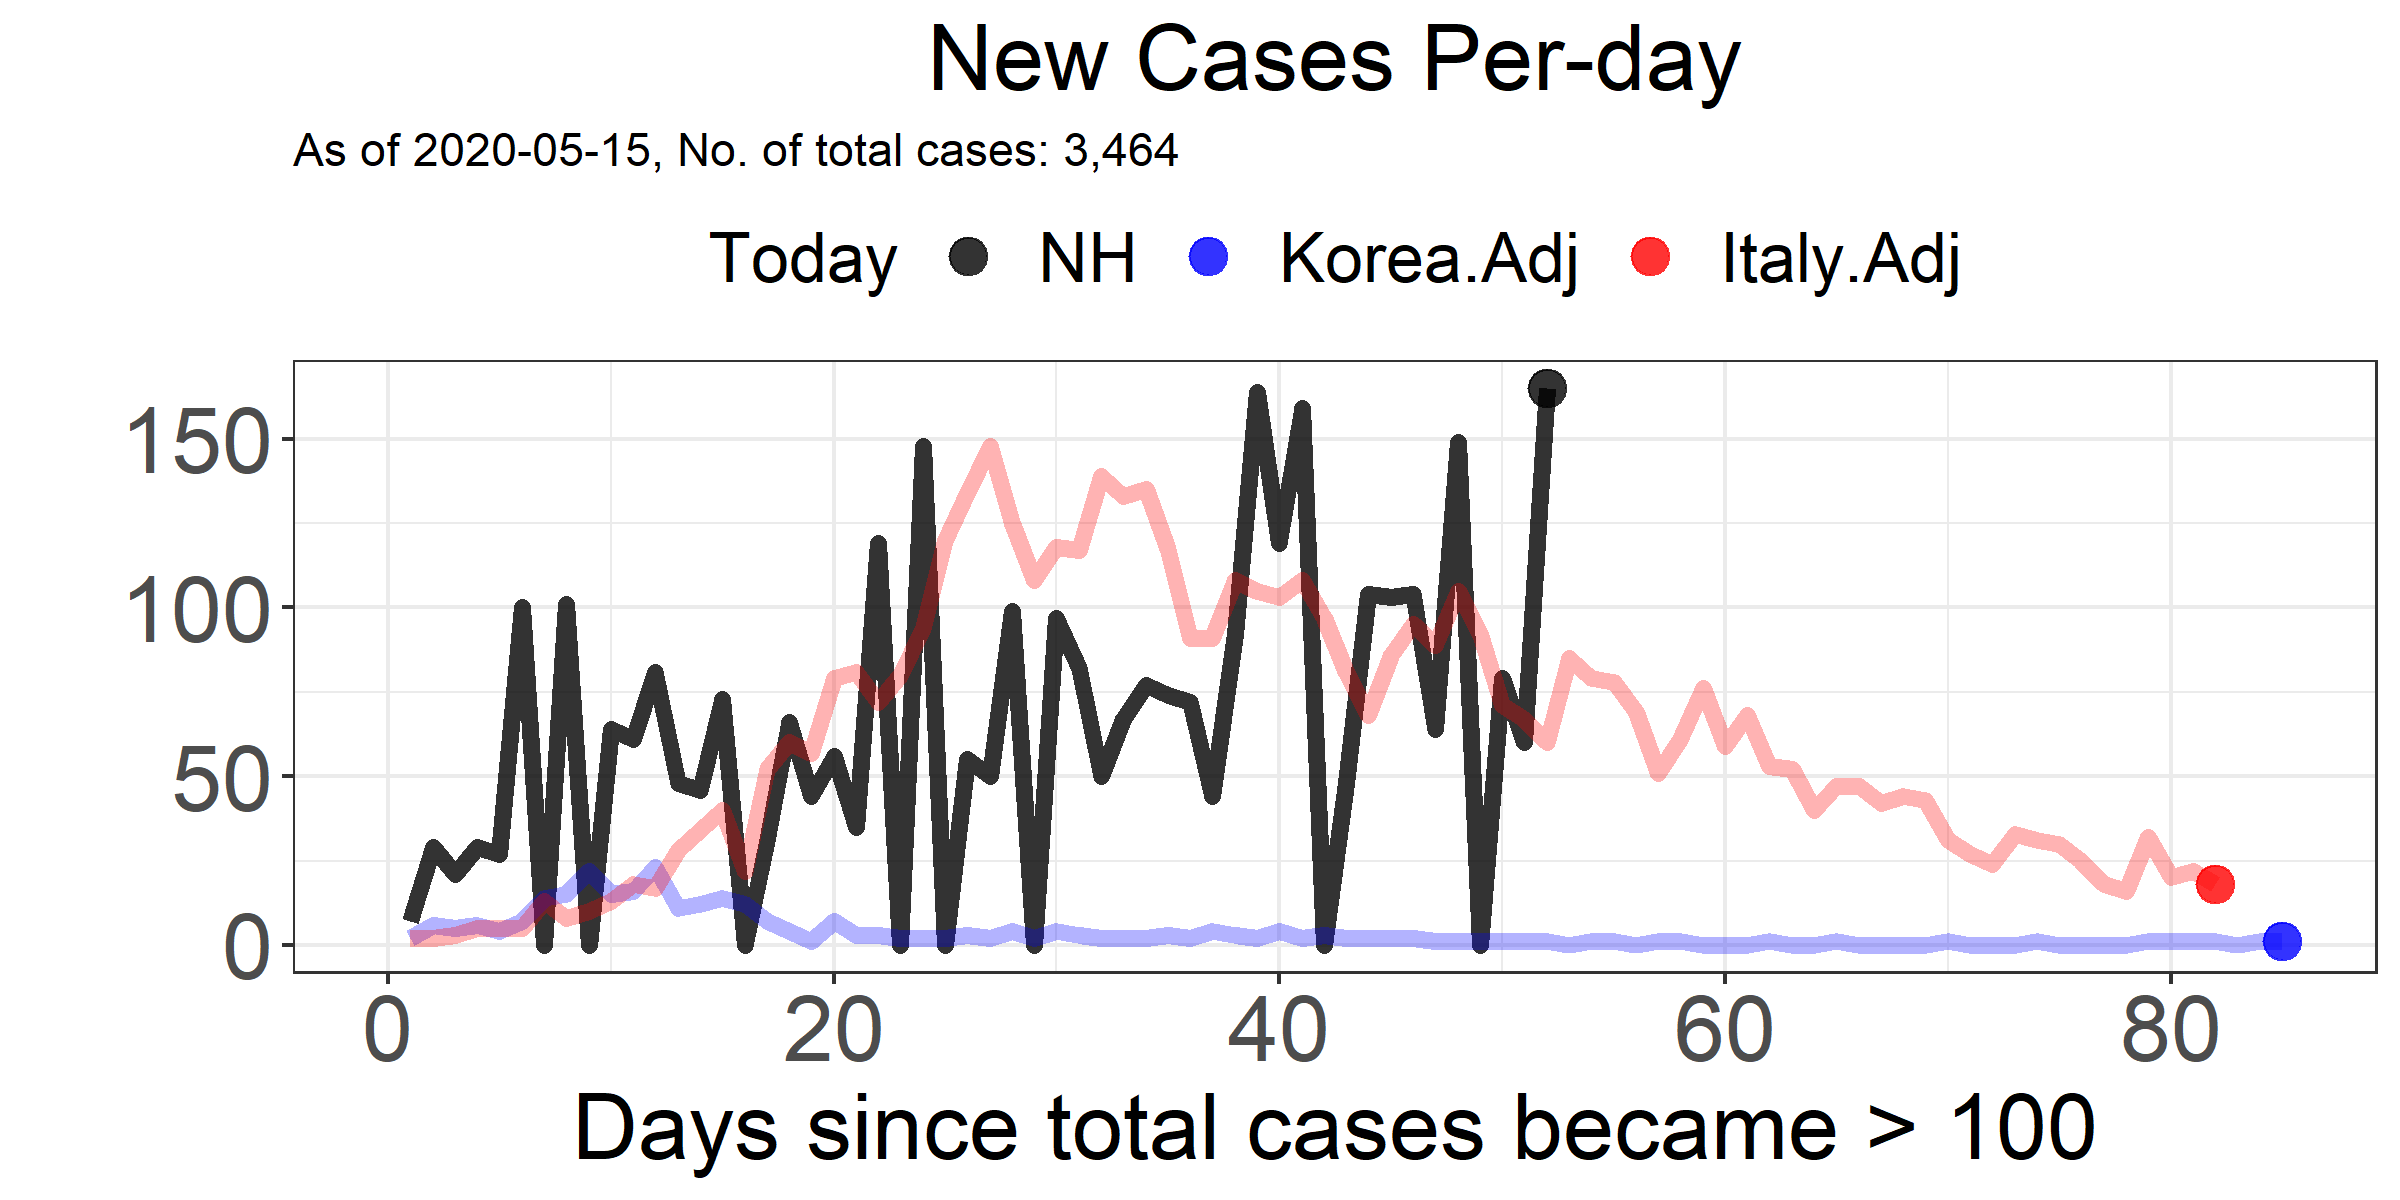 New Cases Per-day
As of 2020-05-15, No. of total cases: 3,464
Today NH Korea.Adj Italy.Adj
150
100
50
0
0 20 40 60 80
Days since total cases became > 100